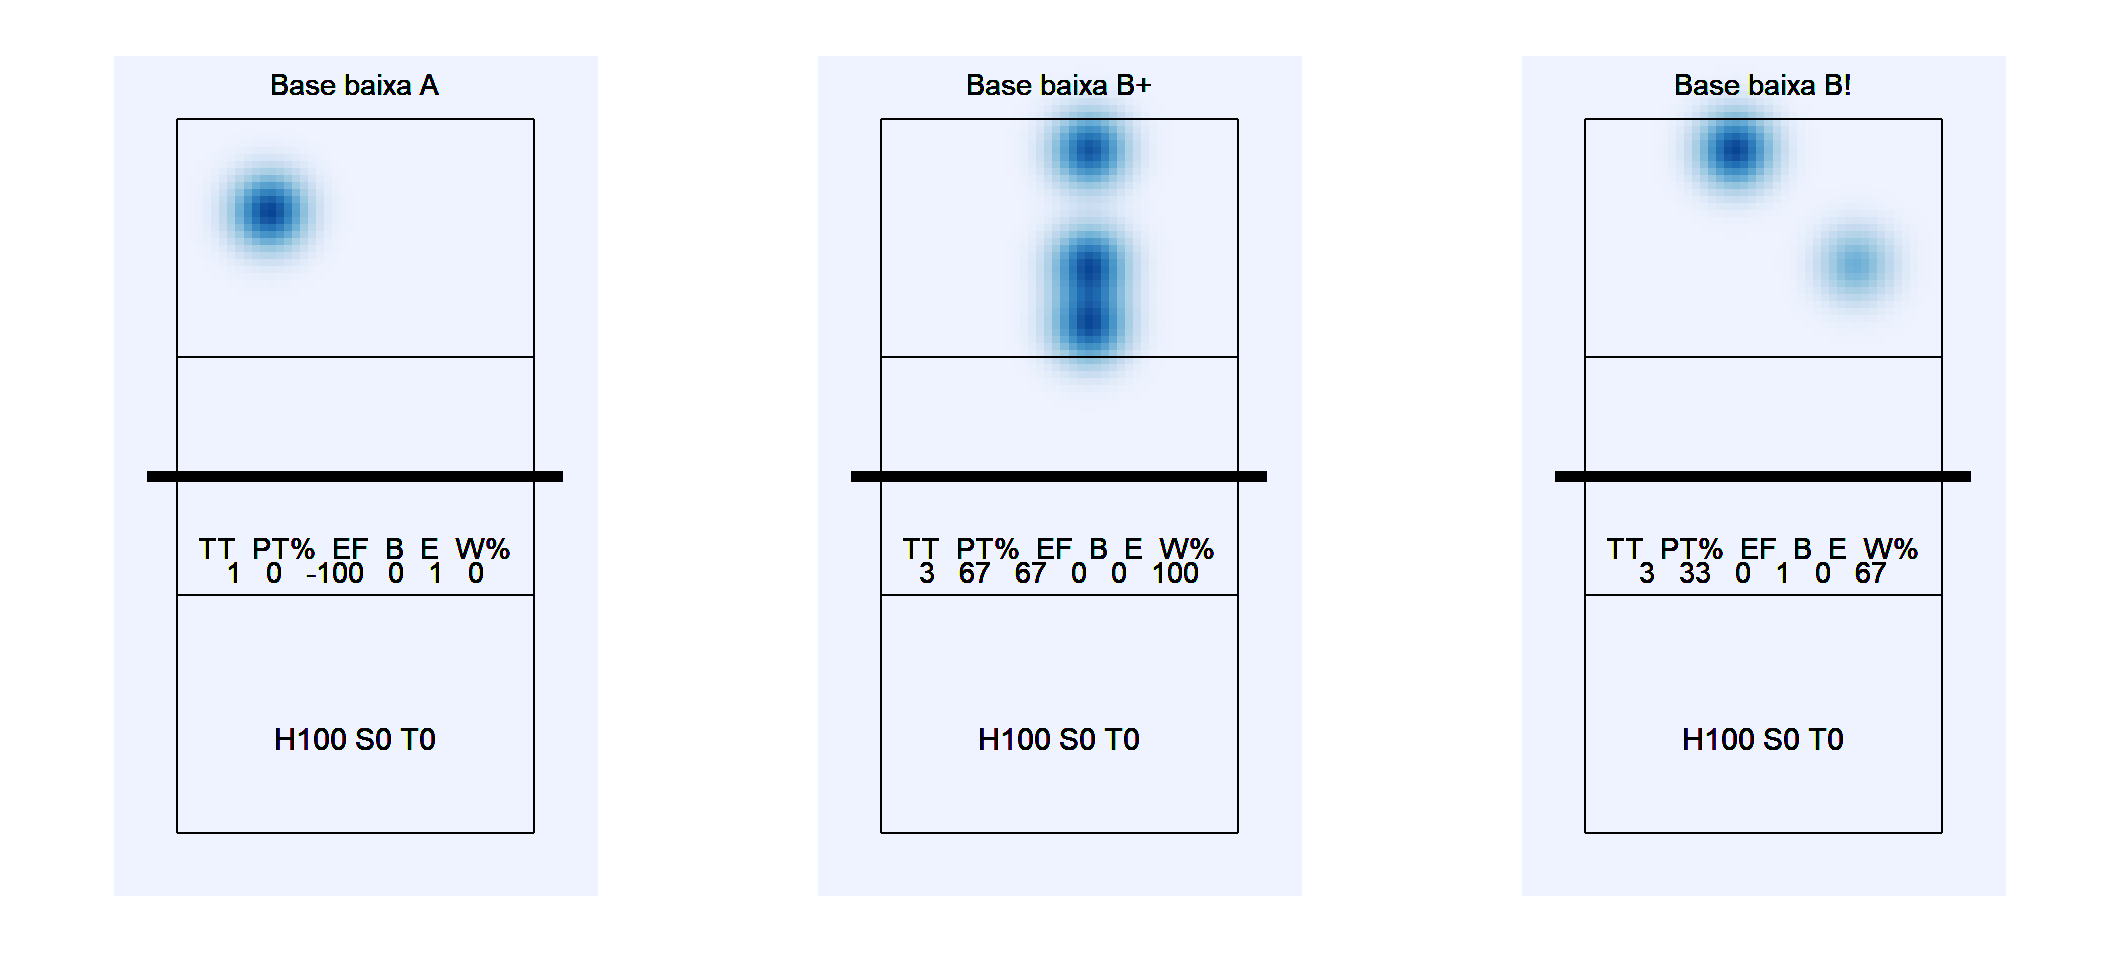 Base baixa A
TT PT% EF B E W%
1 0 -100 0 1 0
H100 S0 T0
Base baixa B+
TT PT% EF B E W%
3 67 67 0 0 100
H100 S0 T0
Base baixa B!
TT PT% EF B E W%
3 33 0 1 0 67
H100 S0 T0